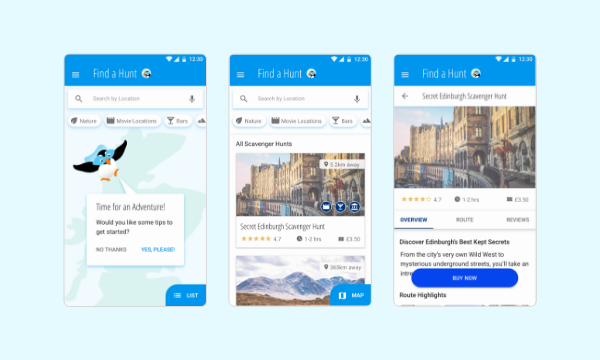 12:30
Find a Hunt
Search by Location
Nature
Movie Locations
Bars
Time for an Adventure!
Would you like some tips to
get started?
NO THANKS
YES, PLEASE!
LIST
12:30
Find a Hunt
Search by Location
Nature
Movie Locations
Bars
All Scavenger Hunts
5.2km away
Secret Edinburgh Scavenger Hunt
4.7
1-2 hrs
£3.50
365km away
MAP
12:30
Find a Hunt
Secret Edinburgh Scavenger Hunt
4.7
1-2 hrs
£3.50
OVERVIEW
ROUTE
REVIEWS
Discover Edinburgh's Best Kept Secrets
From the city's very own Wild West to
mysterious underground streets, you'll take an
BUY NOW
Route Highlights